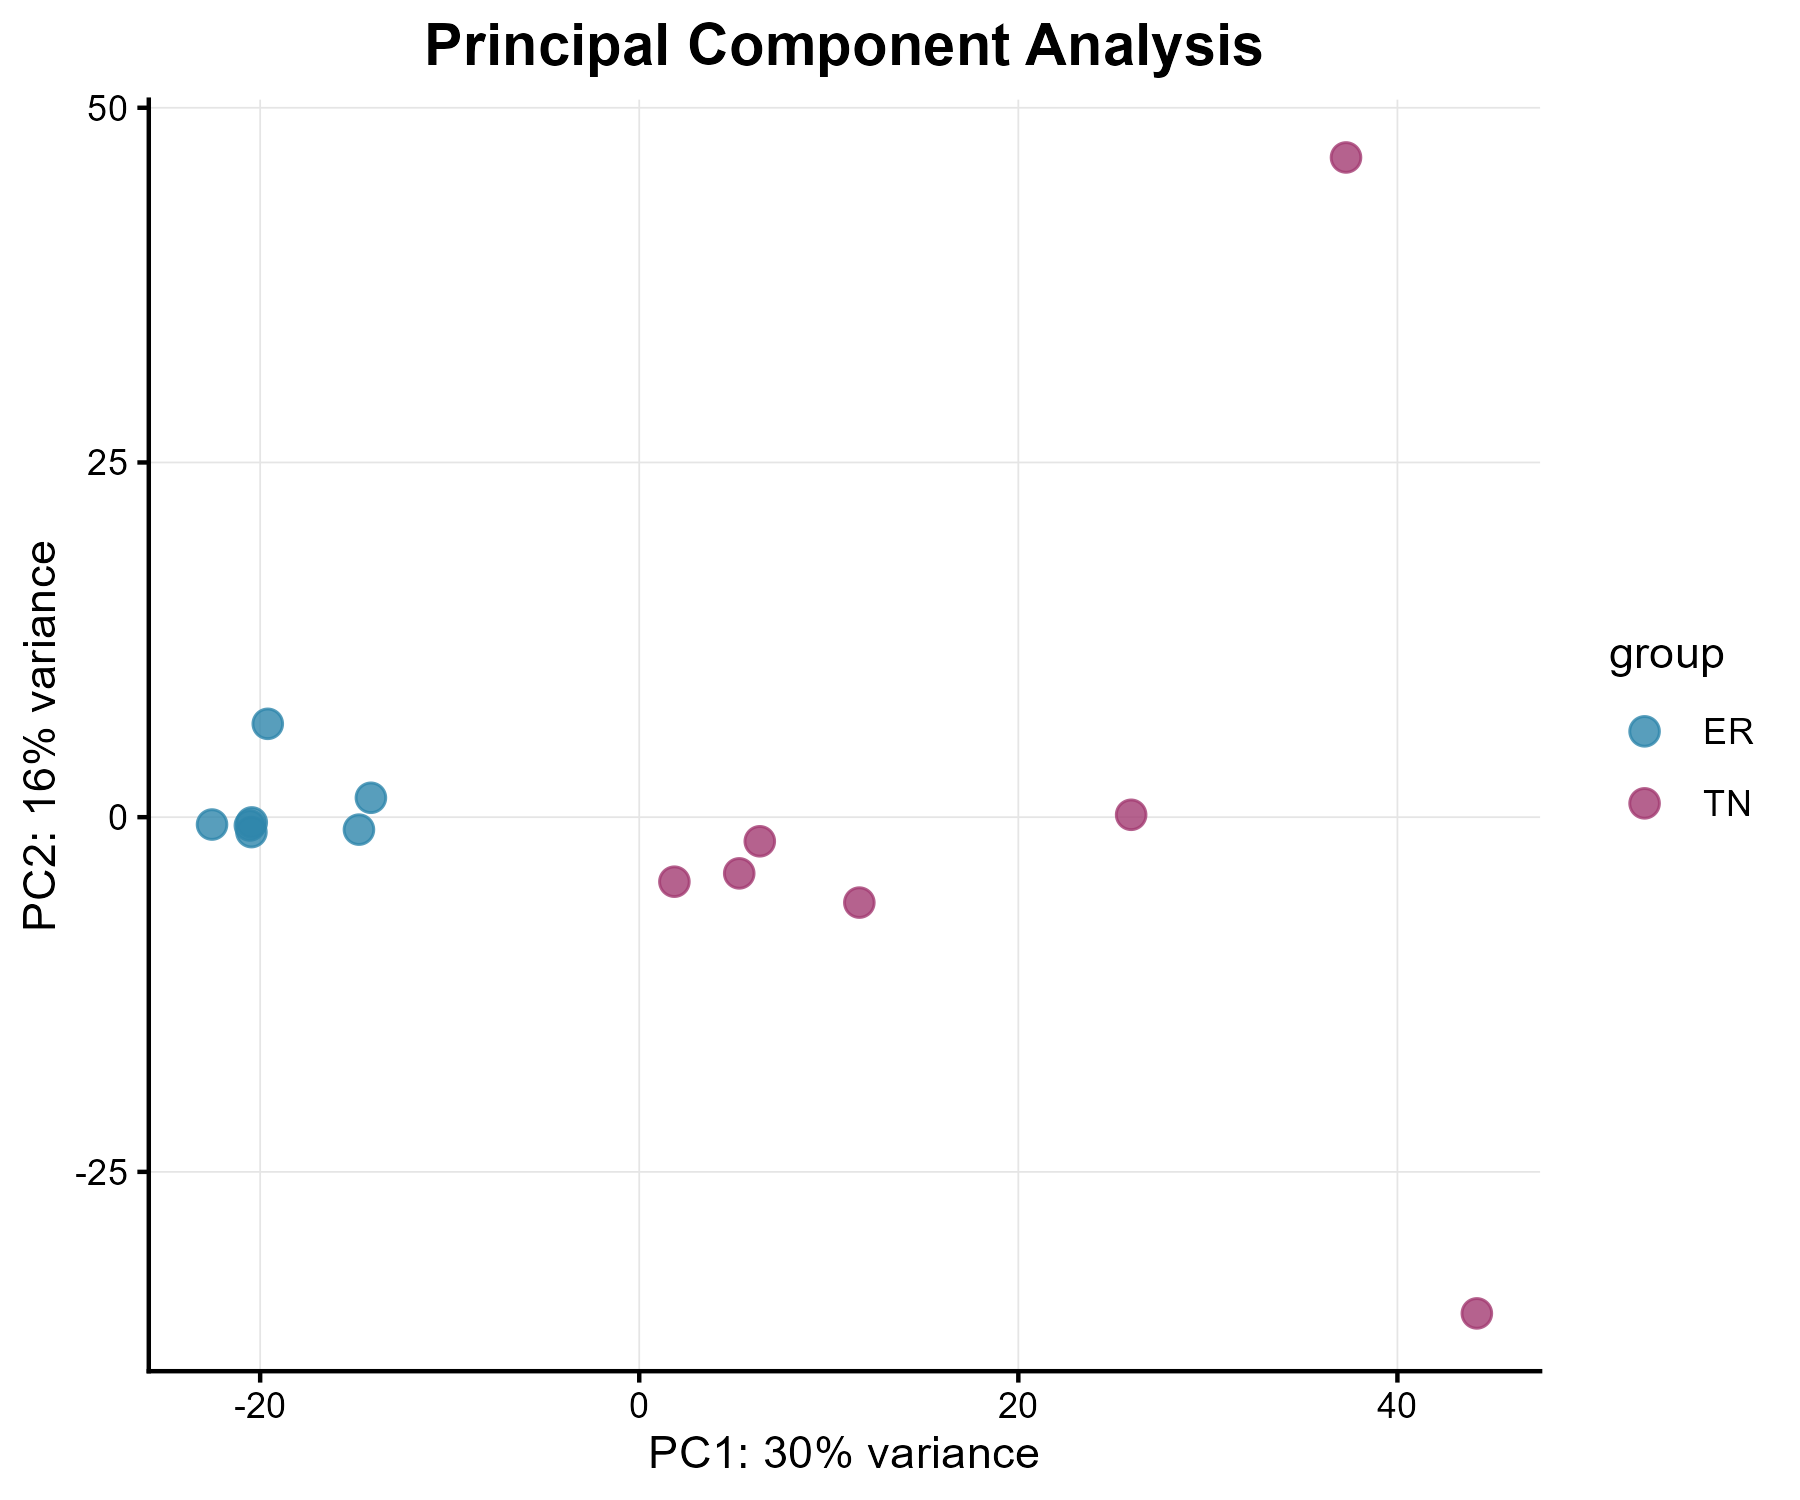 Principal Component Analysis
50
25
0
-25
PC2: 16% variance
-20
0
20
40
PC1: 30% variance
group
ER
TN